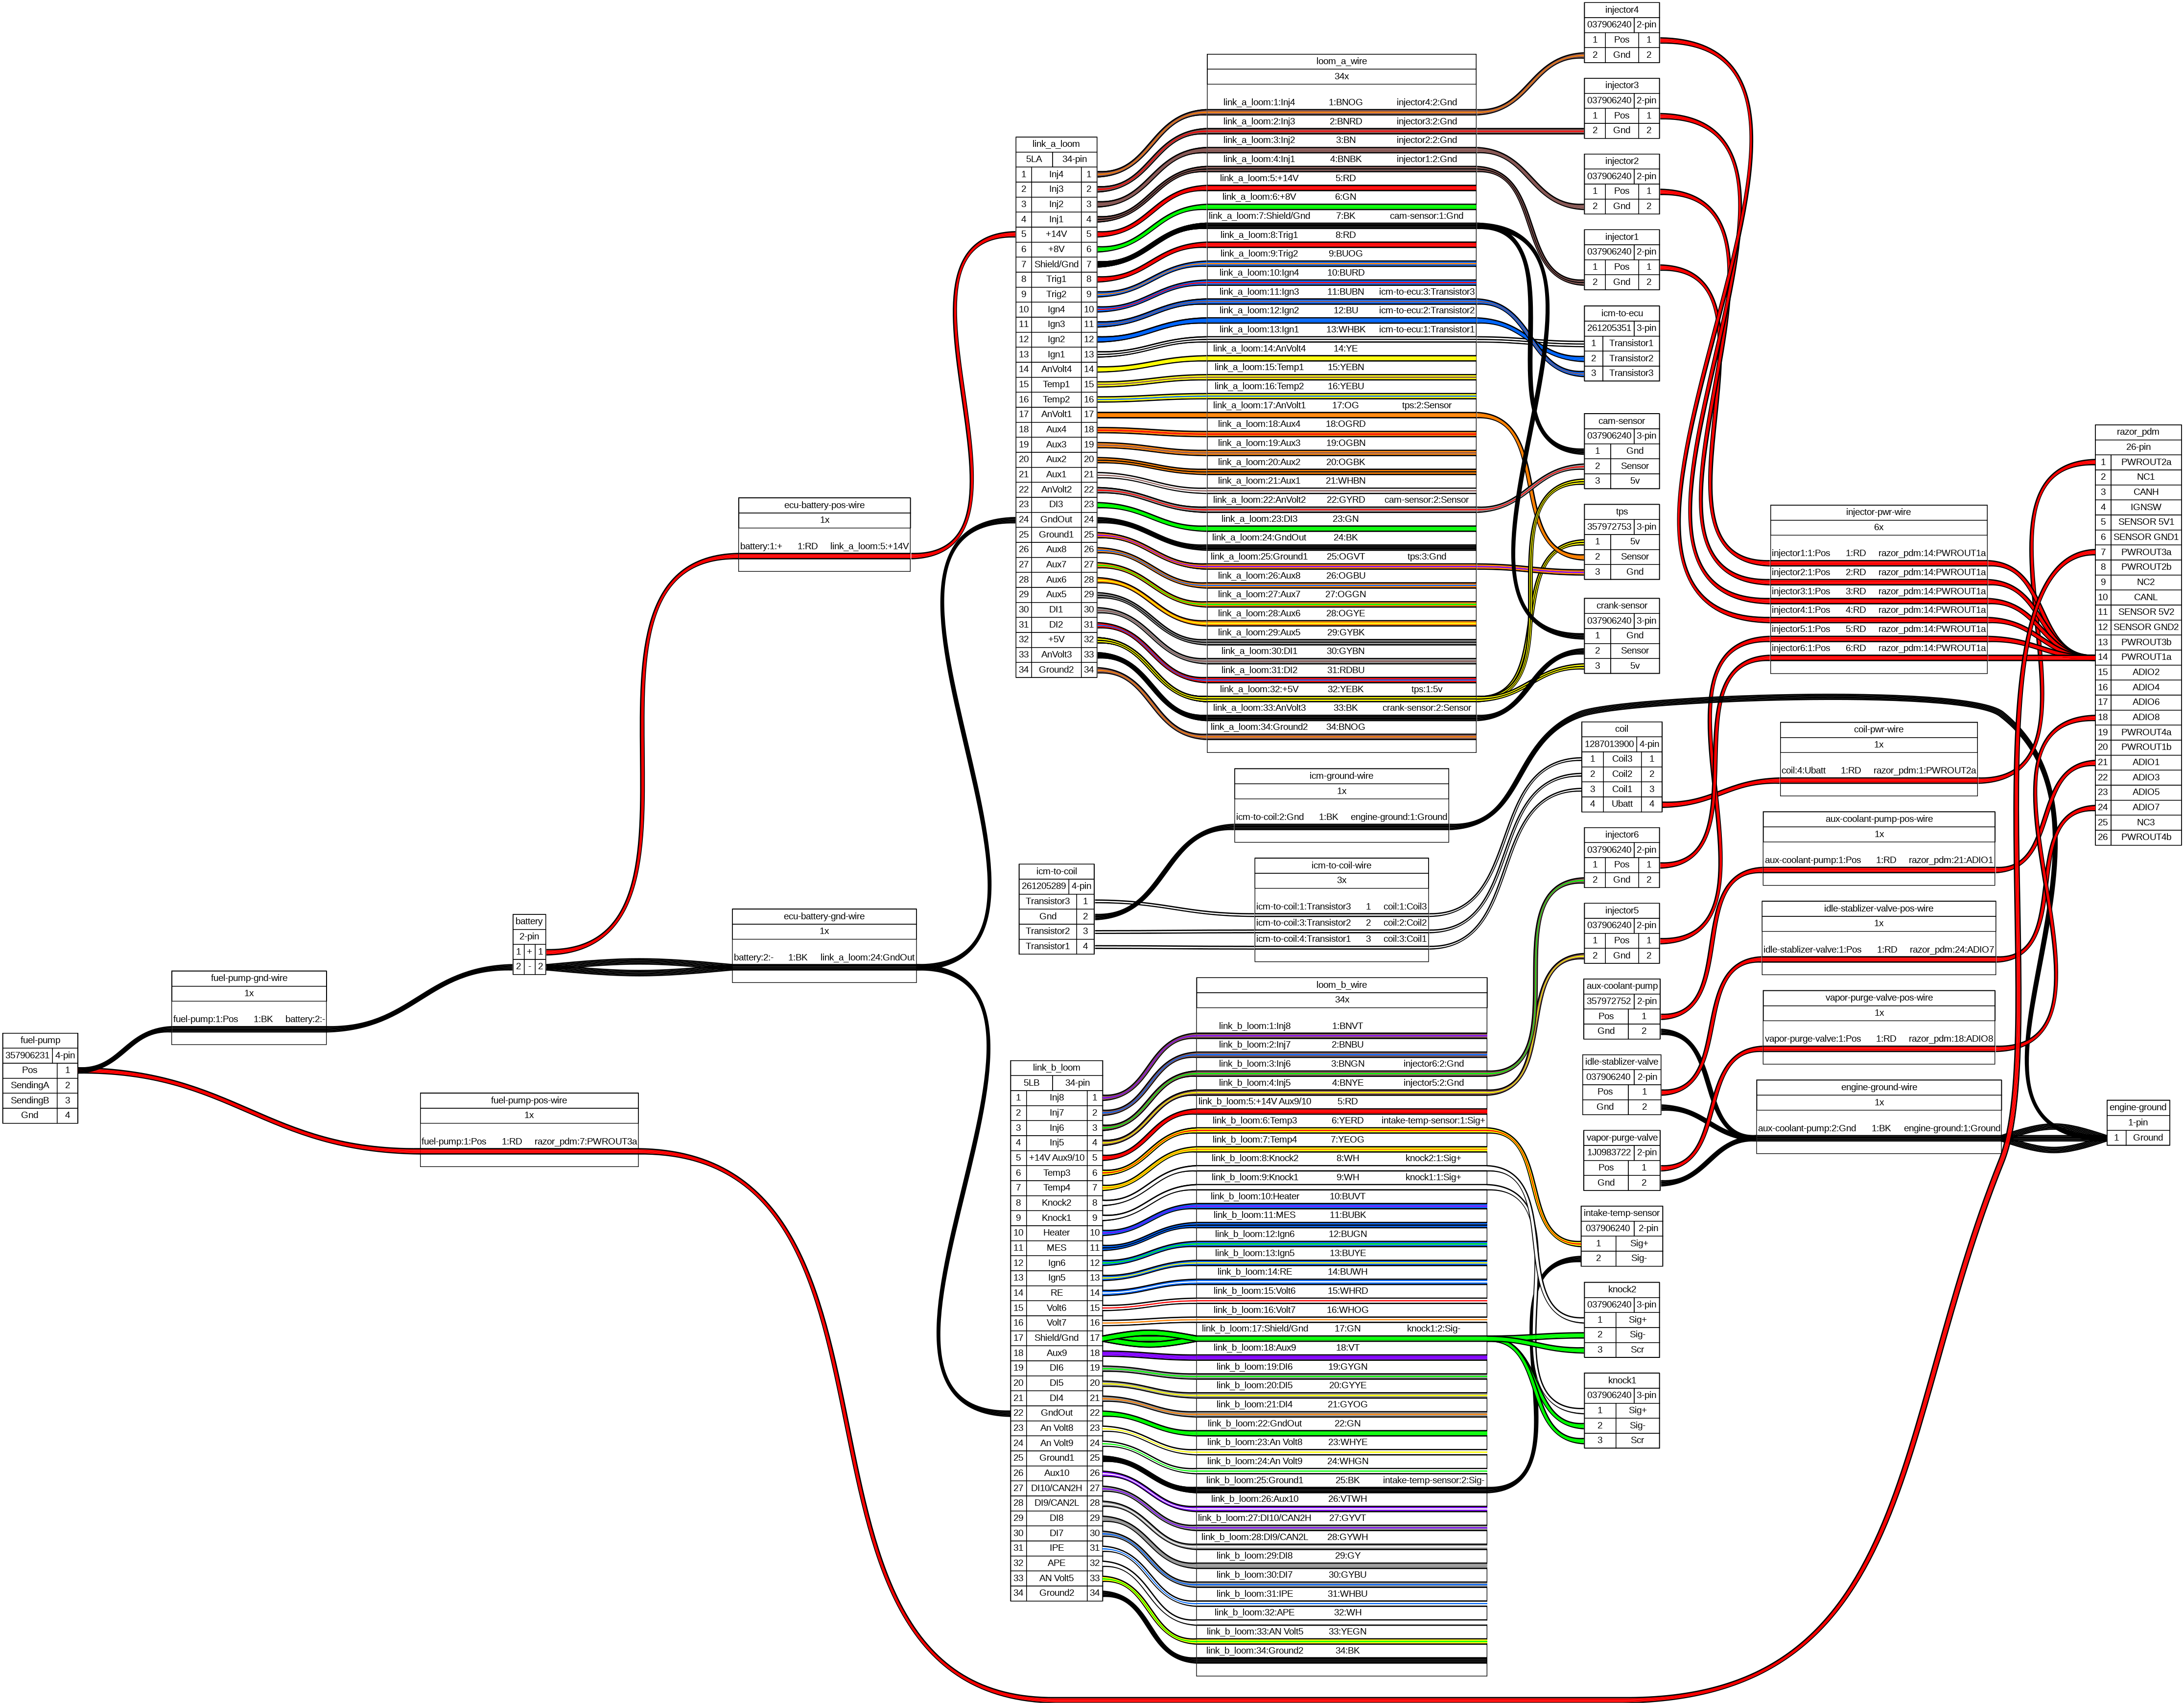 injector4
037906240 2-pin
1 Pos 1
2 Gnd 2
injector3
037906240 2-pin
1 Pos 1
2 Gnd 2
injector2
037906240 2-pin
1 Pos 1
2 Gnd 2
injector1
037906240 2-pin
1 Pos 1
2 Gnd 2
icm-to-ecu
261205351 3-pin
1 Transistor1
2 Transistor2
3 Transistor3
cam-sensor
037906240 3-pin
1 Gnd
2 Sensor
3 5v
tps
357972753 3-pin
1 5v
2 Sensor
3 Gnd
crank-sensor
037906240 3-pin
1 Gnd
2 Sensor
3 5v
loom_a_wire
34x
link_a_loom:1:Inj4 1:BNOG injector4:2:Gnd
link_a_loom:2:Inj3 2:BNRD injector3:2:Gnd
link_a_loom:3:Inj2 3:BN injector2:2:Gnd
link_a_loom:4:Inj1 4:BNBK injector1:2:Gnd
link_a_loom:5:+14V 5:RD
link_a_loom:6:+8V 6:GN
link_a_loom:7:Shield/Gnd 7:BK cam-sensor:1:Gnd
link_a_loom:8:Trig1 8:RD
link_a_loom:9:Trig2 9:BUOG
link_a_loom:10:Ign4 10:BURD
link_a_loom:11:Ign3 11:BUBN icm-to-ecu:3:Transistor3
link_a_loom:12:Ign2 12:BU icm-to-ecu:2:Transistor2
link_a_loom:13:Ign1 13:WHBK icm-to-ecu:1:Transistor1
link_a_loom:14:AnVolt4 14:YE
link_a_loom:15:Temp1 15:YEBN
link_a_loom:16:Temp2 16:YEBU
link_a_loom:17:AnVolt1 17:OG tps:2:Sensor
link_a_loom:18:Aux4 18:OGRD
link_a_loom:19:Aux3 19:OGBN
link_a_loom:20:Aux2 20:OGBK
link_a_loom:21:Aux1 21:WHBN
link_a_loom:22:AnVolt2 22:GYRD cam-sensor:2:Sensor
link_a_loom:23:DI3 23:GN
link_a_loom:24:GndOut 24:BK
link_a_loom:25:Ground1 25:OGVT tps:3:Gnd
link_a_loom:26:Aux8 26:OGBU
link_a_loom:27:Aux7 27:OGGN
link_a_loom:28:Aux6 28:OGYE
link_a_loom:29:Aux5 29:GYBK
link_a_loom:30:DI1 30:GYBN
link_a_loom:31:DI2 31:RDBU
link_a_loom:32:+5V 32:YEBK tps:1:5v
link_a_loom:33:AnVolt3 33:BK crank-sensor:2:Sensor
link_a_loom:34:Ground2 34:BNOG
link_a_loom
5LA 34-pin
1 Inj4 1
2 Inj3 2
3 Inj2 3
4 Inj1 4
5 +14V 5
6 +8V 6
7 Shield/Gnd 7
8 Trig1 8
9 Trig2 9
10 Ign4 10
11 Ign3 11
12 Ign2 12
13 Ign1 13
14 AnVolt4 14
15 Temp1 15
16 Temp2 16
17 AnVolt1 17
18 Aux4 18
19 Aux3 19
20 Aux2 20
21 Aux1 21
22 AnVolt2 22
23 DI3 23
24 GndOut 24
25 Ground1 25
26 Aux8 26
27 Aux7 27
28 Aux6 28
29 Aux5 29
30 DI1 30
31 DI2 31
32 +5V 32
33 AnVolt3 33
34 Ground2 34
razor_pdm
26-pin
1 PWROUT2a
2 NC1
3 CANH
4 IGNSW
5 SENSOR 5V1
6 SENSOR GND1
7 PWROUT3a
8 PWROUT2b
9 NC2
10 CANL
11 SENSOR 5V2
12 SENSOR GND2
13 PWROUT3b
14 PWROUT1a
15 ADIO2
16 ADIO4
17 ADIO6
18 ADIO8
19 PWROUT4a
20 PWROUT1b
21 ADIO1
22 ADIO3
23 ADIO5
24 ADIO7
25 NC3
26 PWROUT4b
injector-pwr-wire
6x
injector1:1:Pos 1:RD razor_pdm:14:PWROUT1a
injector2:1:Pos 2:RD razor_pdm:14:PWROUT1a
injector3:1:Pos 3:RD razor_pdm:14:PWROUT1a
injector4:1:Pos 4:RD razor_pdm:14:PWROUT1a
injector5:1:Pos 5:RD razor_pdm:14:PWROUT1a
injector6:1:Pos 6:RD razor_pdm:14:PWROUT1a
ecu-battery-pos-wire
1x
battery:1:+ 1:RD link_a_loom:5:+14V
coil
1287013900 4-pin
1 Coil3 1
2 Coil2 2
3 Coil1 3
4 Ubatt 4
coil-pwr-wire
1x
coil:4:Ubatt 1:RD razor_pdm:1:PWROUT2a
icm-ground-wire
1x
icm-to-coil:2:Gnd 1:BK engine-ground:1:Ground
aux-coolant-pump-pos-wire
1x
aux-coolant-pump:1:Pos 1:RD razor_pdm:21:ADIO1
icm-to-coil
261205289 4-pin
Transistor3 1
Gnd 2
Transistor2 3
Transistor1 4
icm-to-coil-wire
3x
icm-to-coil:1:Transistor3 1 coil:1:Coil3
icm-to-coil:3:Transistor2 2 coil:2:Coil2
icm-to-coil:4:Transistor1 3 coil:3:Coil1
injector6
037906240 2-pin
1 Pos 1
2 Gnd 2
injector5
037906240 2-pin
1 Pos 1
2 Gnd 2
idle-stablizer-valve-pos-wire
1x
idle-stablizer-valve:1:Pos 1:RD razor_pdm:24:ADIO7
battery
2-pin
1 + 1
2 - 2
ecu-battery-gnd-wire
1x
battery:2:- 1:BK link_a_loom:24:GndOut
fuel-pump-gnd-wire
1x
fuel-pump:1:Pos 1:BK battery:2:-
fuel-pump
357906231 4-pin
Pos 1
SendingA 2
SendingB 3
Gnd 4
fuel-pump-pos-wire
1x
fuel-pump:1:Pos 1:RD razor_pdm:7:PWROUT3a
aux-coolant-pump
357972752 2-pin
Pos 1
Gnd 2
vapor-purge-valve-pos-wire
1x
vapor-purge-valve:1:Pos 1:RD razor_pdm:18:ADIO8
idle-stablizer-valve
037906240 2-pin
Pos 1
Gnd 2
engine-ground-wire
1x
aux-coolant-pump:2:Gnd 1:BK engine-ground:1:Ground
engine-ground
1-pin
1 Ground
vapor-purge-valve
1J0983722 2-pin
Pos 1
Gnd 2
intake-temp-sensor
037906240 2-pin
1 Sig+
2 Sig-
knock2
037906240 3-pin
1 Sig+
2 Sig-
3 Scr
knock1
037906240 3-pin
1 Sig+
2 Sig-
3 Scr
link_b_loom
5LB 34-pin
1 Inj8 1
2 Inj7 2
3 Inj6 3
4 Inj5 4
5 +14V Aux9/10 5
6 Temp3 6
7 Temp4 7
8 Knock2 8
9 Knock1 9
10 Heater 10
11 MES 11
12 Ign6 12
13 Ign5 13
14 RE 14
15 Volt6 15
16 Volt7 16
17 Shield/Gnd 17
18 Aux9 18
19 DI6 19
20 DI5 20
21 DI4 21
22 GndOut 22
23 An Volt8 23
24 An Volt9 24
25 Ground1 25
26 Aux10 26
27 DI10/CAN2H 27
28 DI9/CAN2L 28
29 DI8 29
30 DI7 30
31 IPE 31
32 APE 32
33 AN Volt5 33
34 Ground2 34
loom_b_wire
34x
link_b_loom:1:Inj8 1:BNVT
link_b_loom:2:Inj7 2:BNBU
link_b_loom:3:Inj6 3:BNGN injector6:2:Gnd
link_b_loom:4:Inj5 4:BNYE injector5:2:Gnd
link_b_loom:5:+14V Aux9/10 5:RD
link_b_loom:6:Temp3 6:YERD intake-temp-sensor:1:Sig+
link_b_loom:7:Temp4 7:YEOG
link_b_loom:8:Knock2 8:WH knock2:1:Sig+
link_b_loom:9:Knock1 9:WH knock1:1:Sig+
link_b_loom:10:Heater 10:BUVT
link_b_loom:11:MES 11:BUBK
link_b_loom:12:Ign6 12:BUGN
link_b_loom:13:Ign5 13:BUYE
link_b_loom:14:RE 14:BUWH
link_b_loom:15:Volt6 15:WHRD
link_b_loom:16:Volt7 16:WHOG
link_b_loom:17:Shield/Gnd 17:GN knock1:2:Sig-
link_b_loom:18:Aux9 18:VT
link_b_loom:19:DI6 19:GYGN
link_b_loom:20:DI5 20:GYYE
link_b_loom:21:DI4 21:GYOG
link_b_loom:22:GndOut 22:GN
link_b_loom:23:An Volt8 23:WHYE
link_b_loom:24:An Volt9 24:WHGN
link_b_loom:25:Ground1 25:BK intake-temp-sensor:2:Sig-
link_b_loom:26:Aux10 26:VTWH
link_b_loom:27:DI10/CAN2H 27:GYVT
link_b_loom:28:DI9/CAN2L 28:GYWH
link_b_loom:29:DI8 29:GY
link_b_loom:30:DI7 30:GYBU
link_b_loom:31:IPE 31:WHBU
link_b_loom:32:APE 32:WH
link_b_loom:33:AN Volt5 33:YEGN
link_b_loom:34:Ground2 34:BK